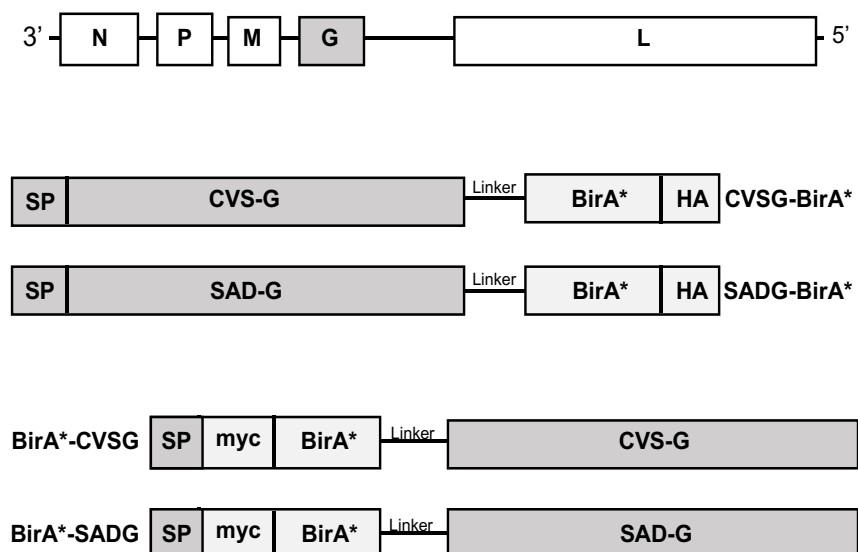 3’ N P M G L 5’
SP CVS-G Linker BirA* HA CVSG-BirA*
SP SAD-G Linker BirA* HA SADG-BirA*
BirA*-CVSG SP myc BirA* Linker CVS-G
BirA*-SADG SP myc BirA* Linker SAD-G